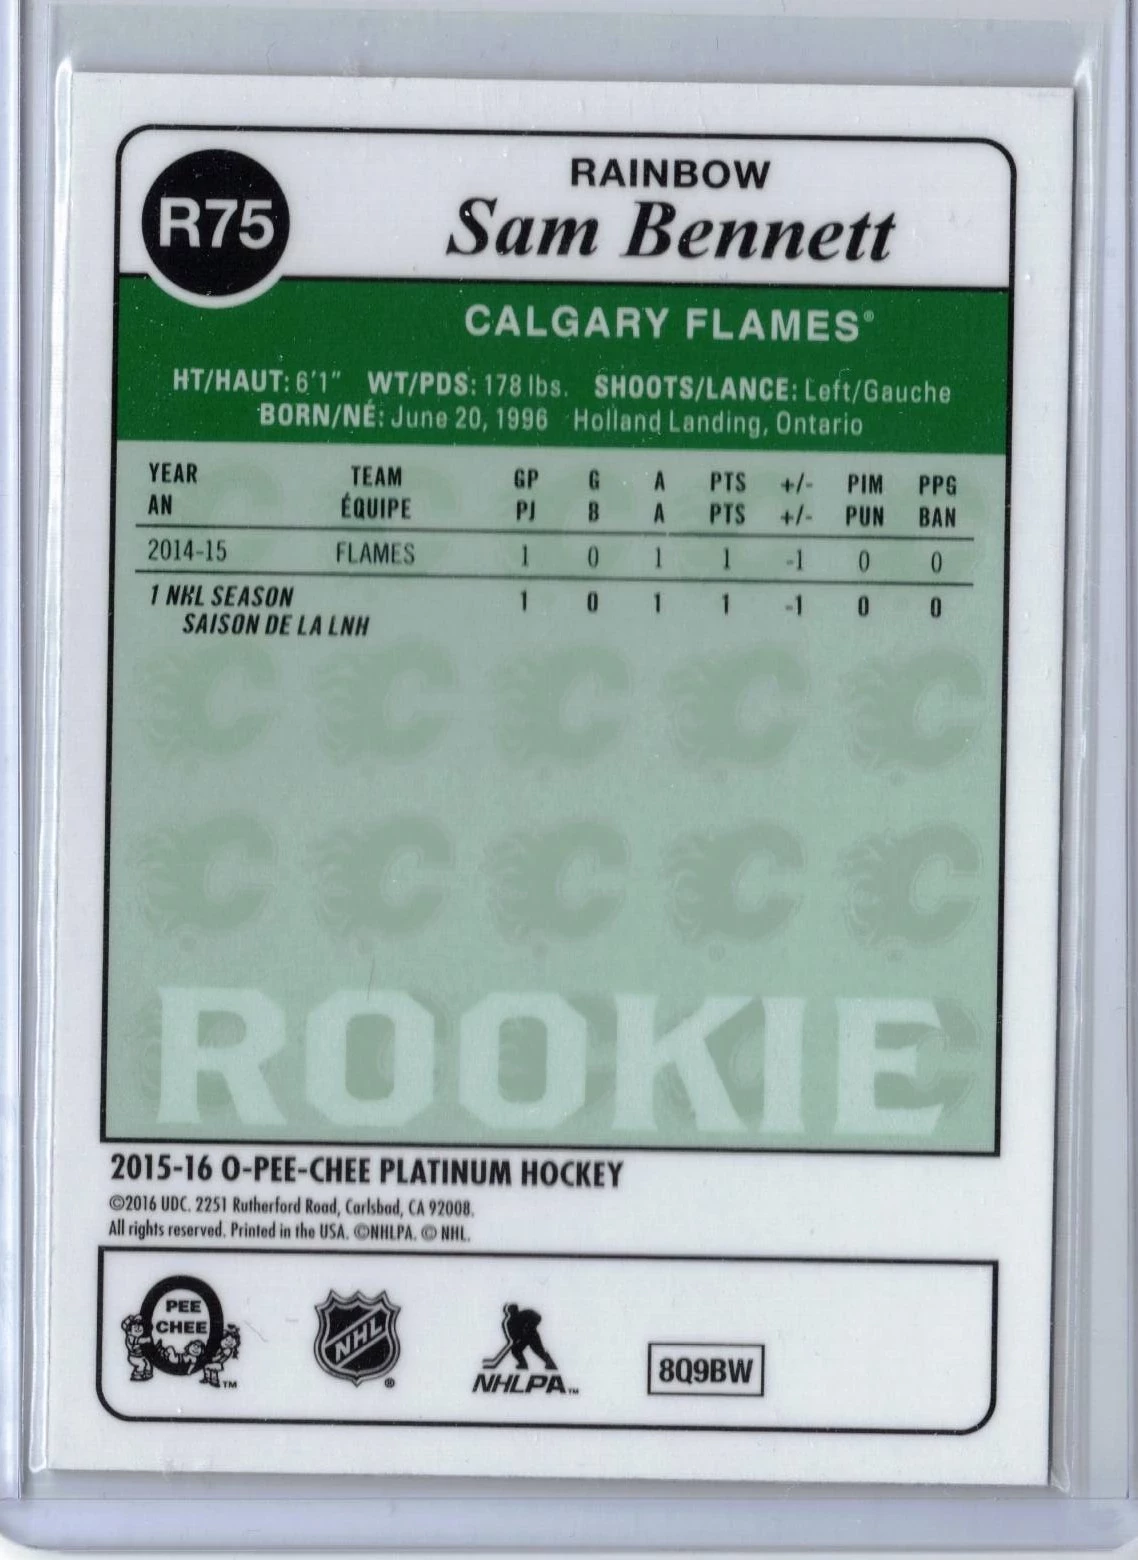 R75
RAINBOW
Sam Bennett
CALGARY FLAMES®
HT/HAUT: 6'1" WT/PDS: 178 lbs. SHOOTS/LANCE: Left/Gauche
BORN/NÉ: June 20, 1996 Holland Landing, Ontario
YEAR TEAM GP G A PTS +/- PIM PPG
AN ÉQUIPE PJ B A PTS +/- PUN BAN
2014-15 FLAMES 1 0 1 1 -1 0 0
1 NHL SEASON 1 0 1 1 -1 0 0
SAISON DE LA LNH
ROOKIE
2015-16 O-PEE-CHEE PLATINUM HOCKEY
©2016 UDC. 2251 Rutherford Road, Carlsbad, CA 92008.
All rights reserved. Printed in the USA. ©NHLPA. © NHL.
O PEE CHEE TM
NHL ®
NHLPA TM
8Q9BW